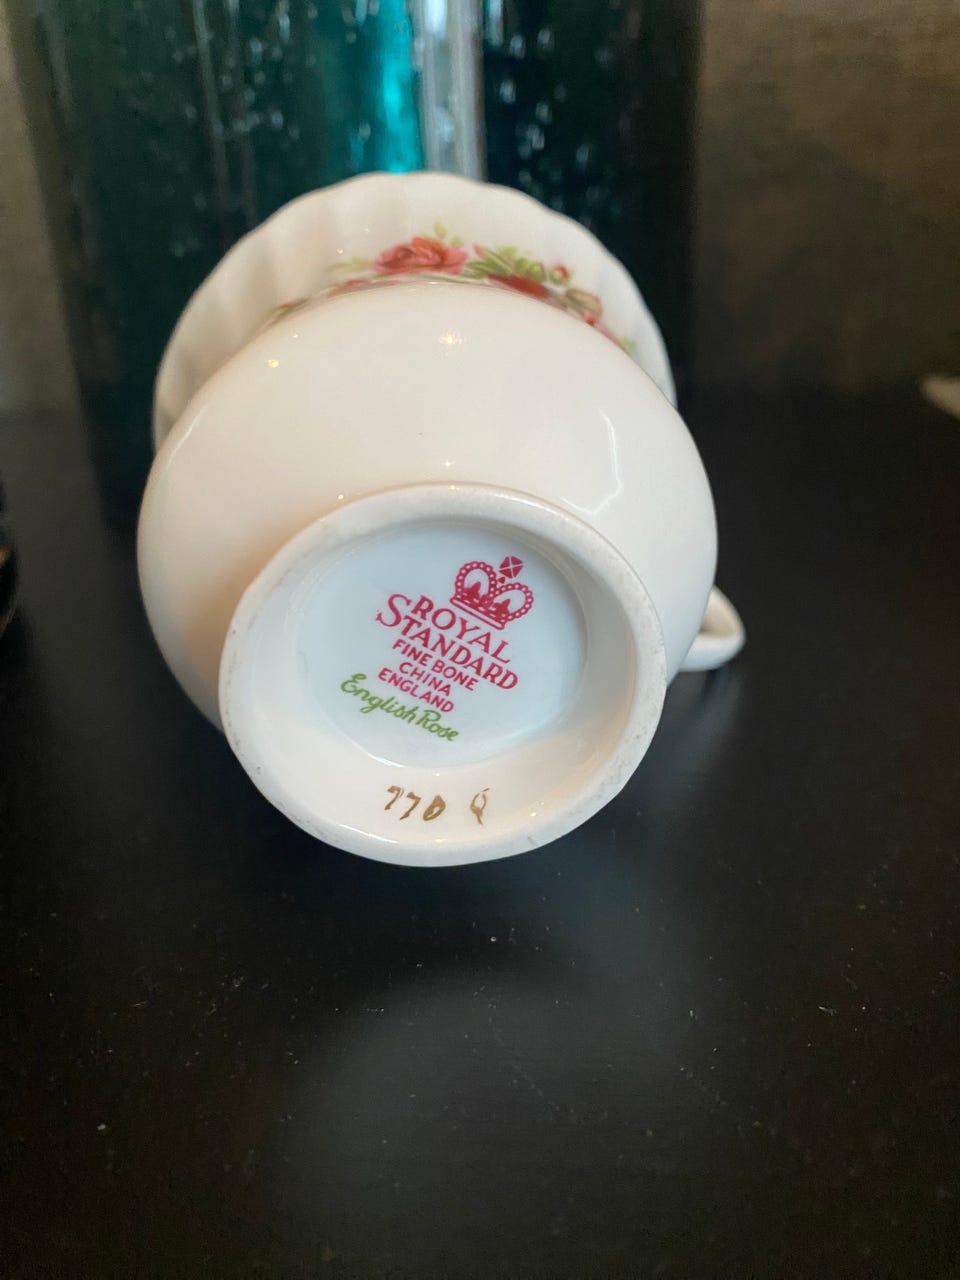 ROYAL
STANDARD
FINE BONE
CHINA
ENGLAND
English Rose
770